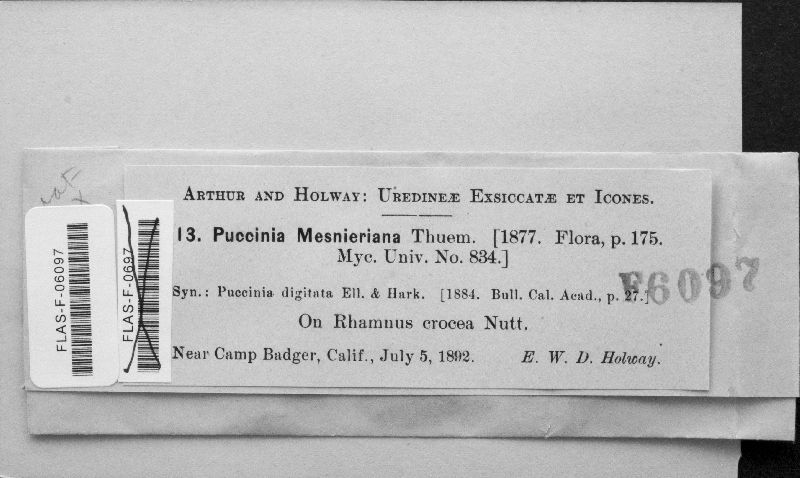 cat
x
ARTHUR AND HOLWAY: UREDINEÆ EXSICCATÆ ET ICONES.
13. Puccinia Mesnieriana Thuem. [1877. Flora, p. 175.
Myc. Univ. No. 834.]
Syn.: Puccinia digitata Ell. & Hark. [1884. Bull. Cal. Acad., p. 27.]
F6097
On Rhamnus crocea Nutt.
Near Camp Badger, Calif., July 5, 1892. E. W. D. Holway.
FLAS-F-06097
FLAS-F-0697